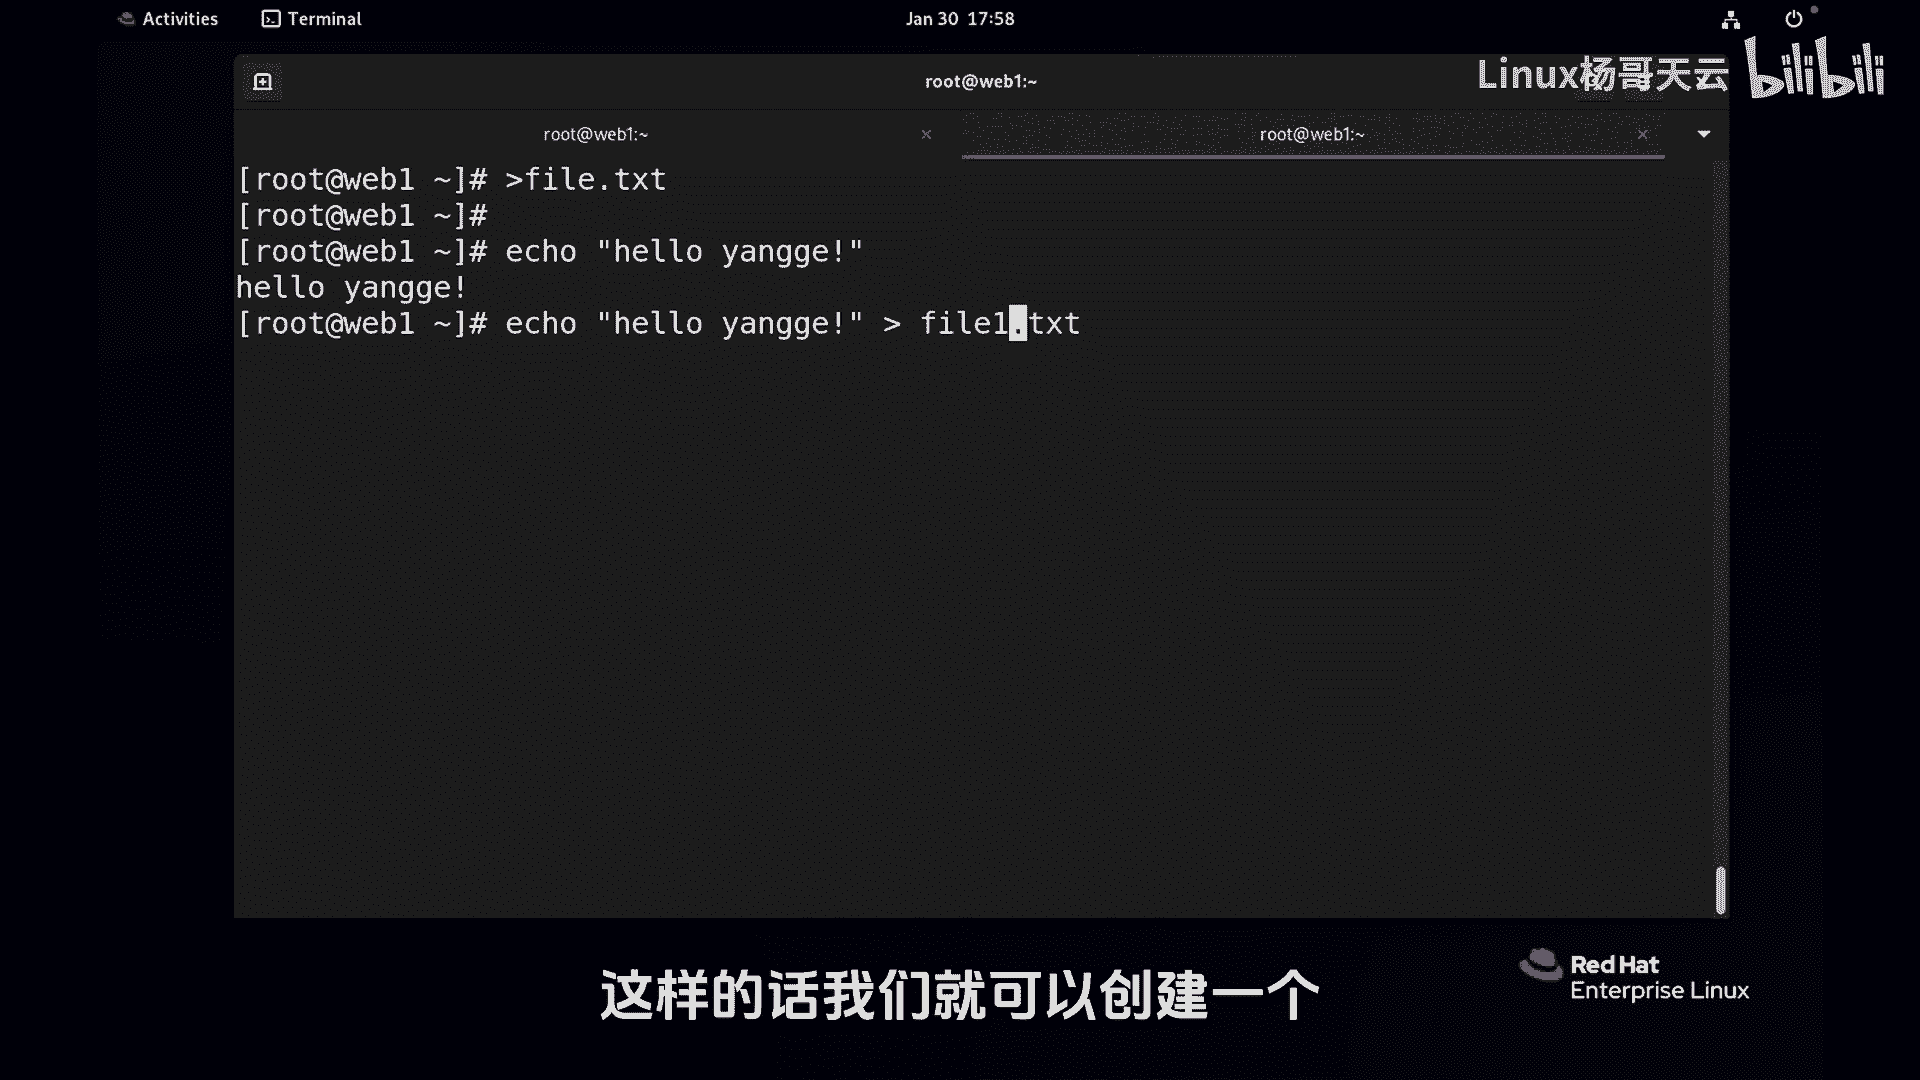 Activities
Terminal
Jan 30 17:58
root@web1:~
Linux杨哥天云
bilibili
root@web1:~
root@web1:~
[root@web1 ~]# >file.txt
[root@web1 ~]#
[root@web1 ~]# echo "hello yangge!"
hello yangge!
[root@web1 ~]# echo "hello yangge!" > file1.txt
Red Hat
Enterprise Linux
这样的话我们就可以创建一个